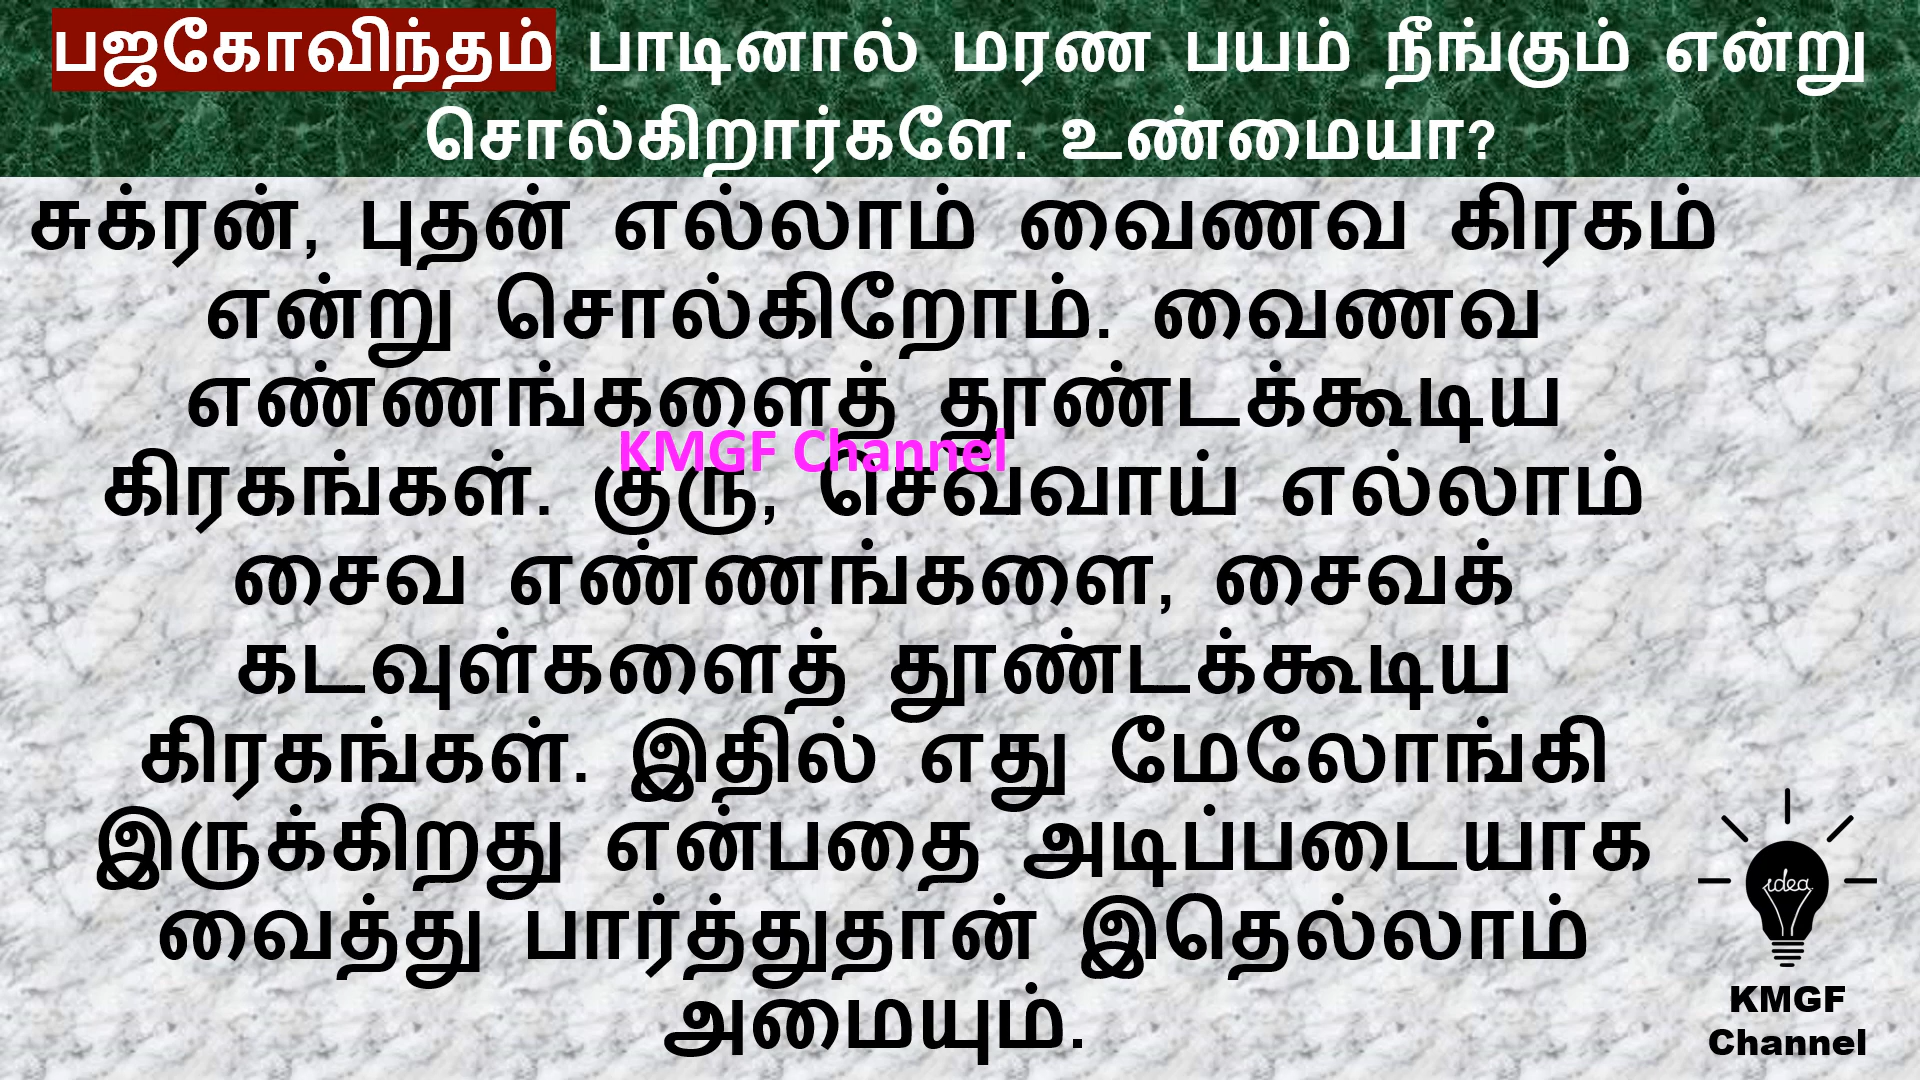 பஜகோவிந்தம் பாடினால் மரண பயம் நீங்கும் என்று
சொல்கிறார்களே. உண்மையா?
சுக்ரன், புதன் எல்லாம் வைணவ கிரகம்
என்று சொல்கிறோம். வைணவ
எண்ணங்களைத் தூண்டக்கூடிய
KMGF Channel
கிரகங்கள். குரு, செவ்வாய் எல்லாம்
சைவ எண்ணங்களை, சைவக்
கடவுள்களைத் தூண்டக்கூடிய
கிரகங்கள். இதில் எது மேலோங்கி
இருக்கிறது என்பதை அடிப்படையாக
வைத்து பார்த்துதான் இதெல்லாம்
அமையும்.
idea
KMGF
Channel